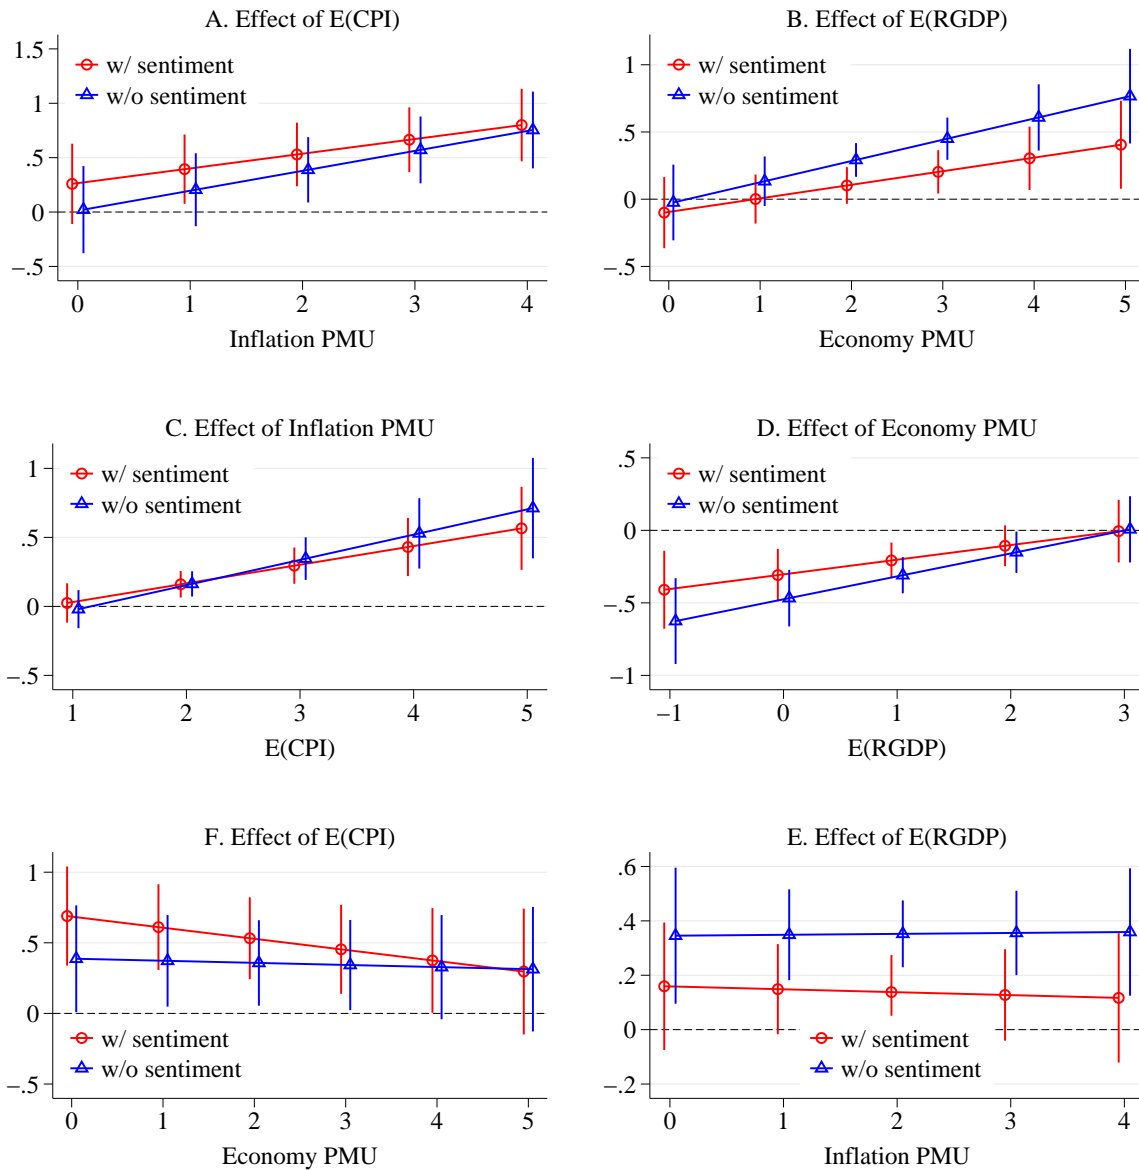 A. Effect of E(CPI)
1.5
1
.5
0
−.5
w/ sentiment
w/o sentiment
0 1 2 3 4
Inflation PMU
B. Effect of E(RGDP)
1
.5
0
−.5
w/ sentiment
w/o sentiment
0 1 2 3 4 5
Economy PMU
C. Effect of Inflation PMU
1
.5
0
−.5
w/ sentiment
w/o sentiment
1 2 3 4 5
E(CPI)
D. Effect of Economy PMU
.5
0
−.5
−1
w/ sentiment
w/o sentiment
−1 0 1 2 3
E(RGDP)
F. Effect of E(CPI)
1
.5
0
−.5
w/ sentiment
w/o sentiment
0 1 2 3 4 5
Economy PMU
E. Effect of E(RGDP)
.6
.4
.2
0
−.2
w/ sentiment
w/o sentiment
0 1 2 3 4
Inflation PMU